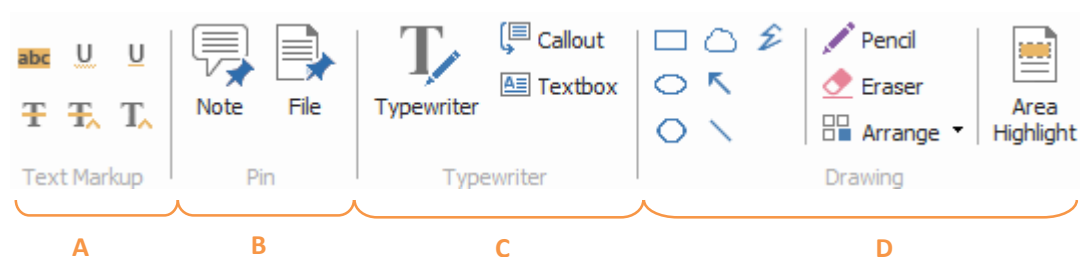 abc U U
T T T
Text Markup
Note File
Pin
Typewriter
Callout
Textbox
Typewriter
Pencil
Eraser
Arrange
Area
Highlight
Drawing
A B C D